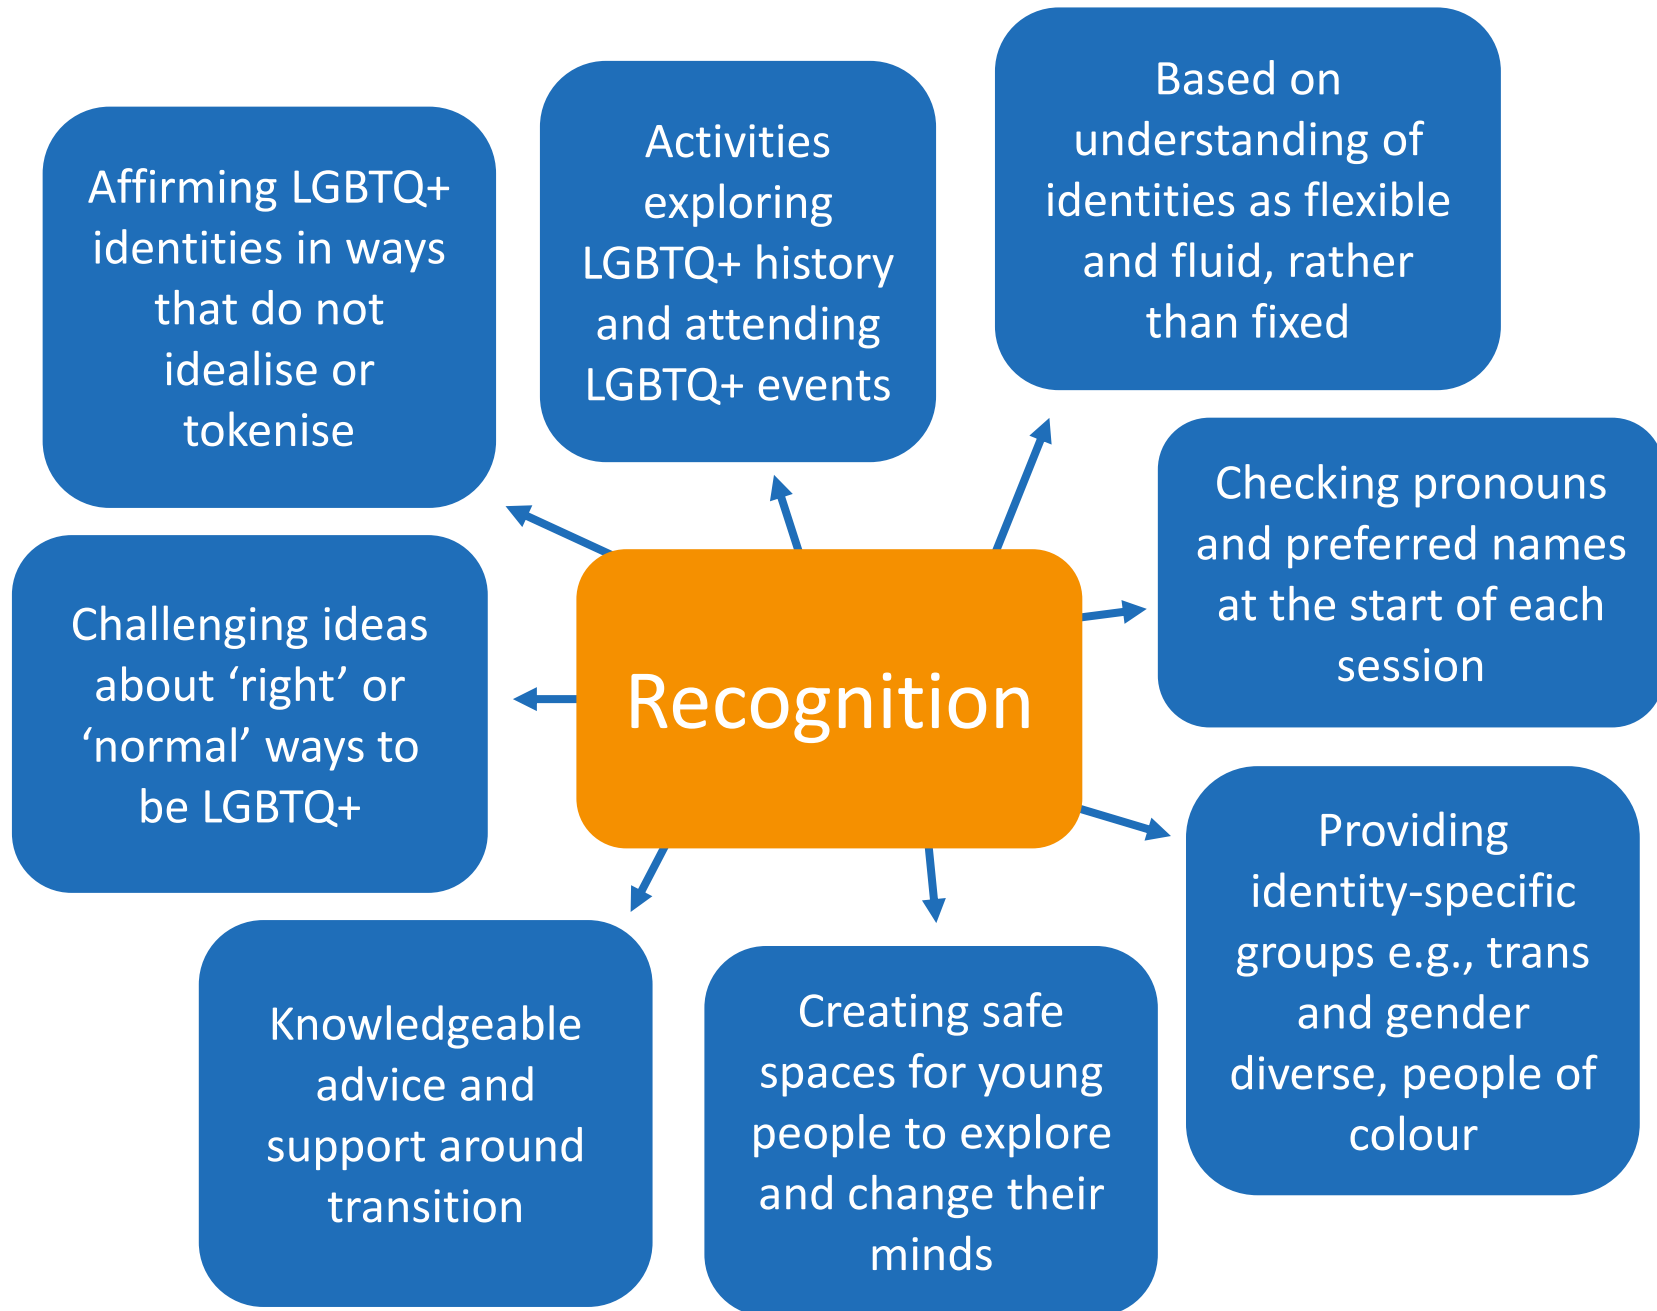 Affirming LGBTQ+
identities in ways
that do not
idealise or
tokenise
Activities
exploring
LGBTQ+ history
and attending
LGBTQ+ events
Based on
understanding of
identities as flexible
and fluid, rather
than fixed
Checking pronouns
and preferred names
at the start of each
session
Challenging ideas
about ‘right’ or
‘normal’ ways to
be LGBTQ+
Recognition
Providing
identity-specific
groups e.g., trans
and gender
diverse, people of
colour
Knowledgeable
advice and
support around
transition
Creating safe
spaces for young
people to explore
and change their
minds